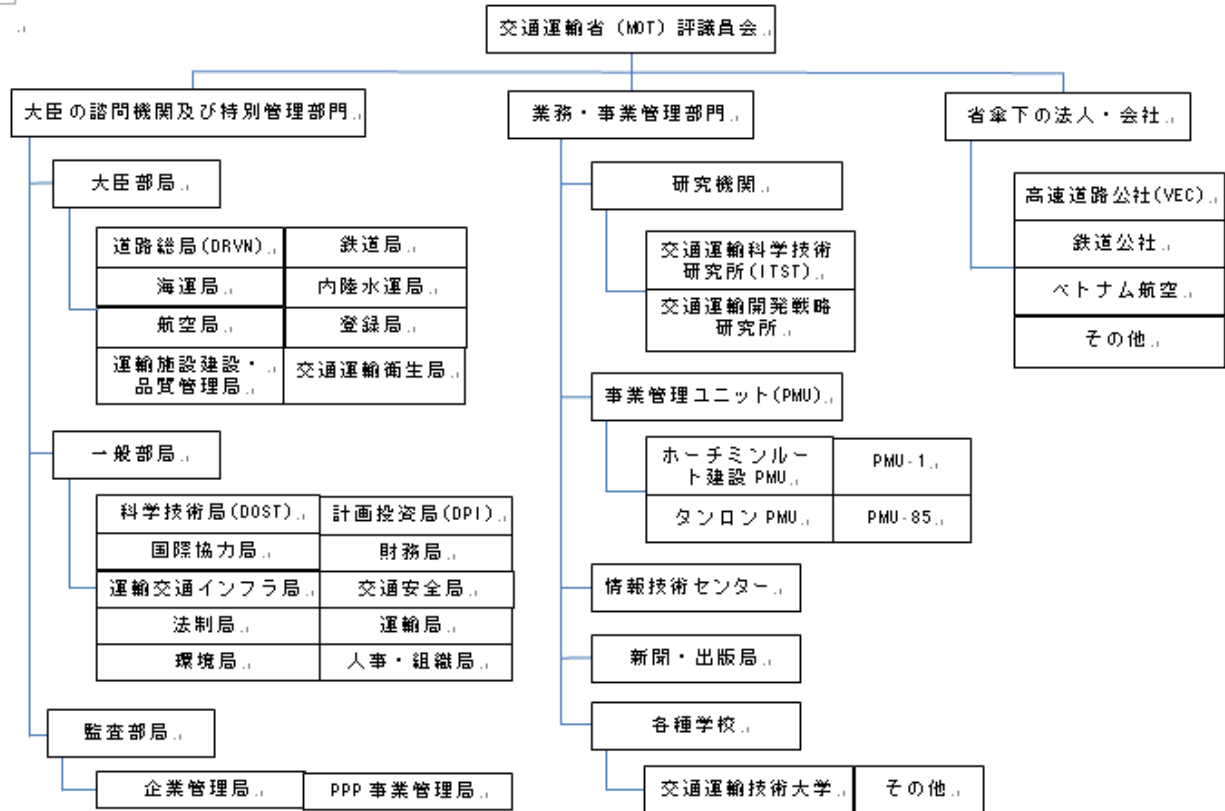 交通運輸省（MOT）評議員会
大臣の諮問機関及び特別管理部門
業務・事業管理部門
省傘下の法人・会社
大臣部局
道路総局(DRVN)
鉄道局
海運局
内陸水運局
航空局
登録局
運輸施設建設・
品質管理局
交通運輸衛生局
一般部局
科学技術局(DOST)
計画投資局(DPI)
国際協力局
財務局
運輸交通インフラ局
交通安全局
法制局
運輸局
環境局
人事・組織局
監査部局
企業管理局
PPP 事業管理局
研究機関
交通運輸科学技術
研究所(ITST)
交通運輸開発戦略
研究所
事業管理ユニット(PMU)
ホーチミンルー
ト建設 PMU
PMU-1
タンロン PMU
PMU-85
情報技術センター
新聞・出版局
各種学校
交通運輸技術大学
その他
高速道路公社(VEC)
鉄道公社
ベトナム航空
その他